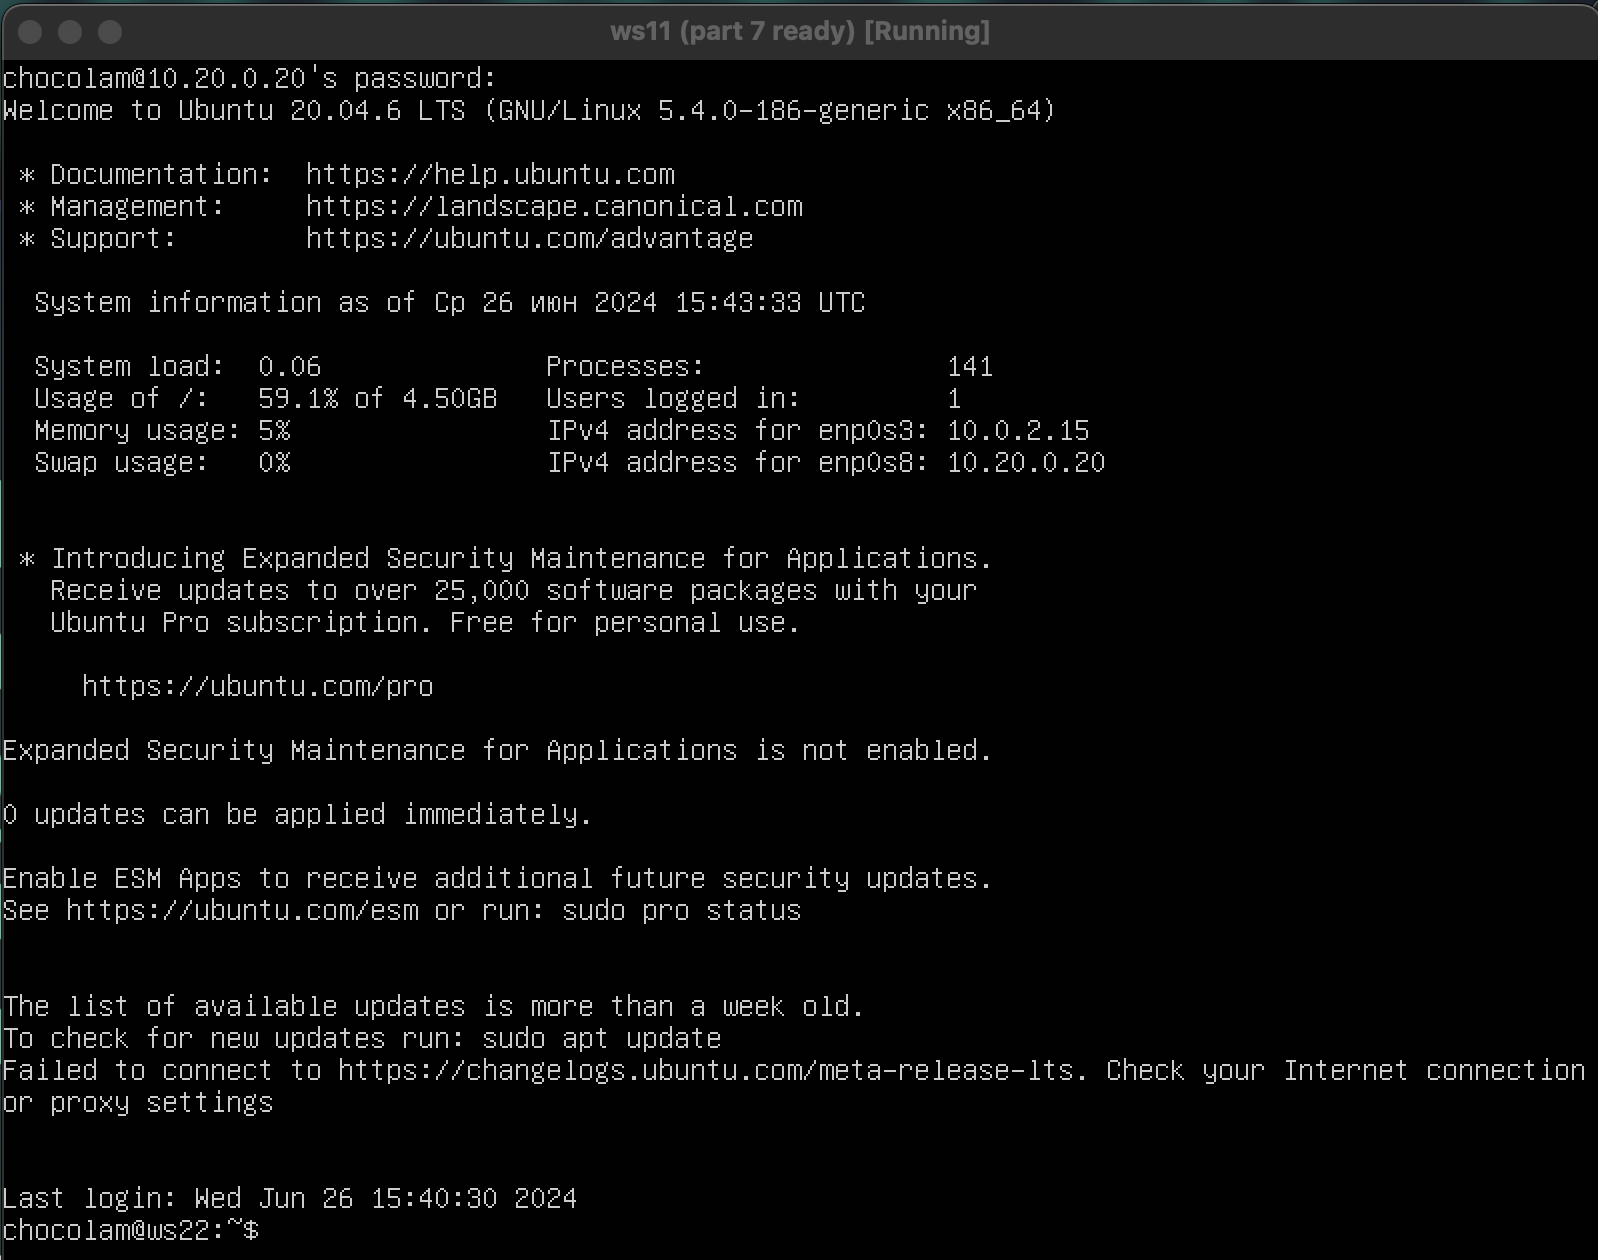 ws11 (part 7 ready) [Running]
chocolam@10.20.0.20's password:
Welcome to Ubuntu 20.04.6 LTS (GNU/Linux 5.4.0-186-generic x86_64)
* Documentation:  https://help.ubuntu.com
* Management:     https://landscape.canonical.com
* Support:        https://ubuntu.com/advantage
System information as of Ср 26 июн 2024 15:43:33 UTC
System load:  0.06              Processes:               141
Usage of /:   59.1% of 4.50GB   Users logged in:         1
Memory usage: 5%                IPv4 address for enp0s3: 10.0.2.15
Swap usage:   0%                IPv4 address for enp0s8: 10.20.0.20
* Introducing Expanded Security Maintenance for Applications.
Receive updates to over 25,000 software packages with your
Ubuntu Pro subscription. Free for personal use.
https://ubuntu.com/pro
Expanded Security Maintenance for Applications is not enabled.
0 updates can be applied immediately.
Enable ESM Apps to receive additional future security updates.
See https://ubuntu.com/esm or run: sudo pro status
The list of available updates is more than a week old.
To check for new updates run: sudo apt update
Failed to connect to https://changelogs.ubuntu.com/meta-release-lts. Check your Internet connection
or proxy settings
Last login: Wed Jun 26 15:40:30 2024
chocolam@ws22:~$